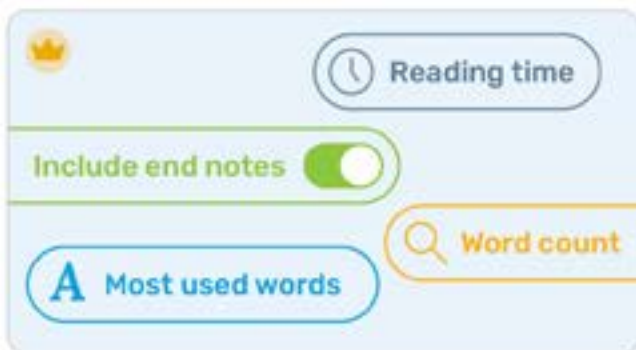 Reading time
Include end notes
Word count
A Most used words